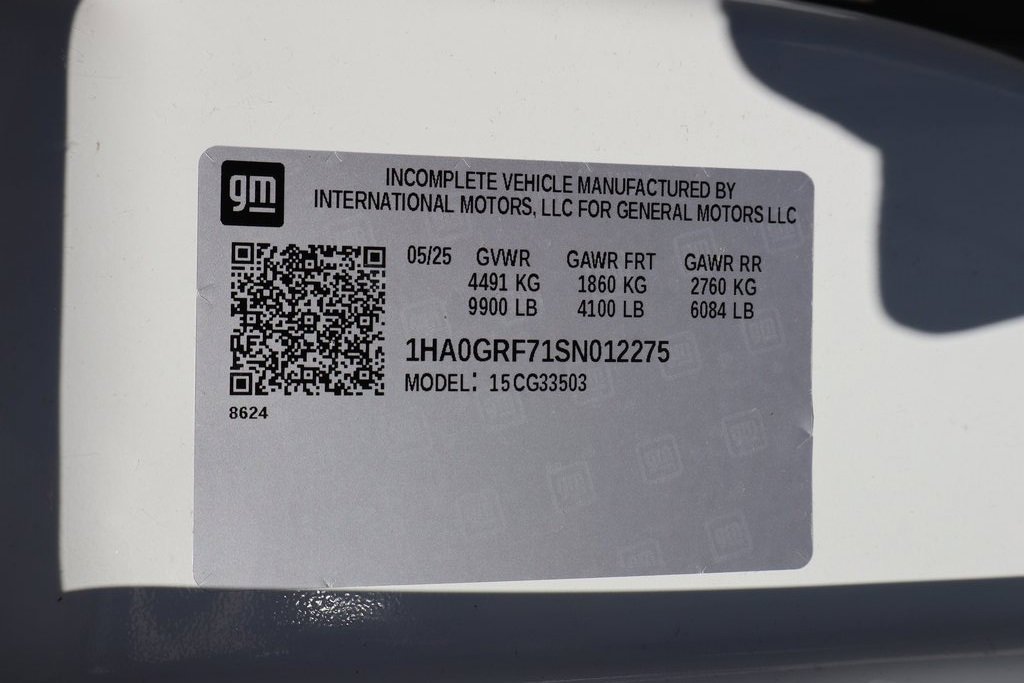 gm
INCOMPLETE VEHICLE MANUFACTURED BY
INTERNATIONAL MOTORS, LLC FOR GENERAL MOTORS LLC
05/25 GVWR GAWR FRT GAWR RR
4491 KG 1860 KG 2760 KG
9900 LB 4100 LB 6084 LB
1HA0GRF71SN012275
MODEL: 15CG33503
8624